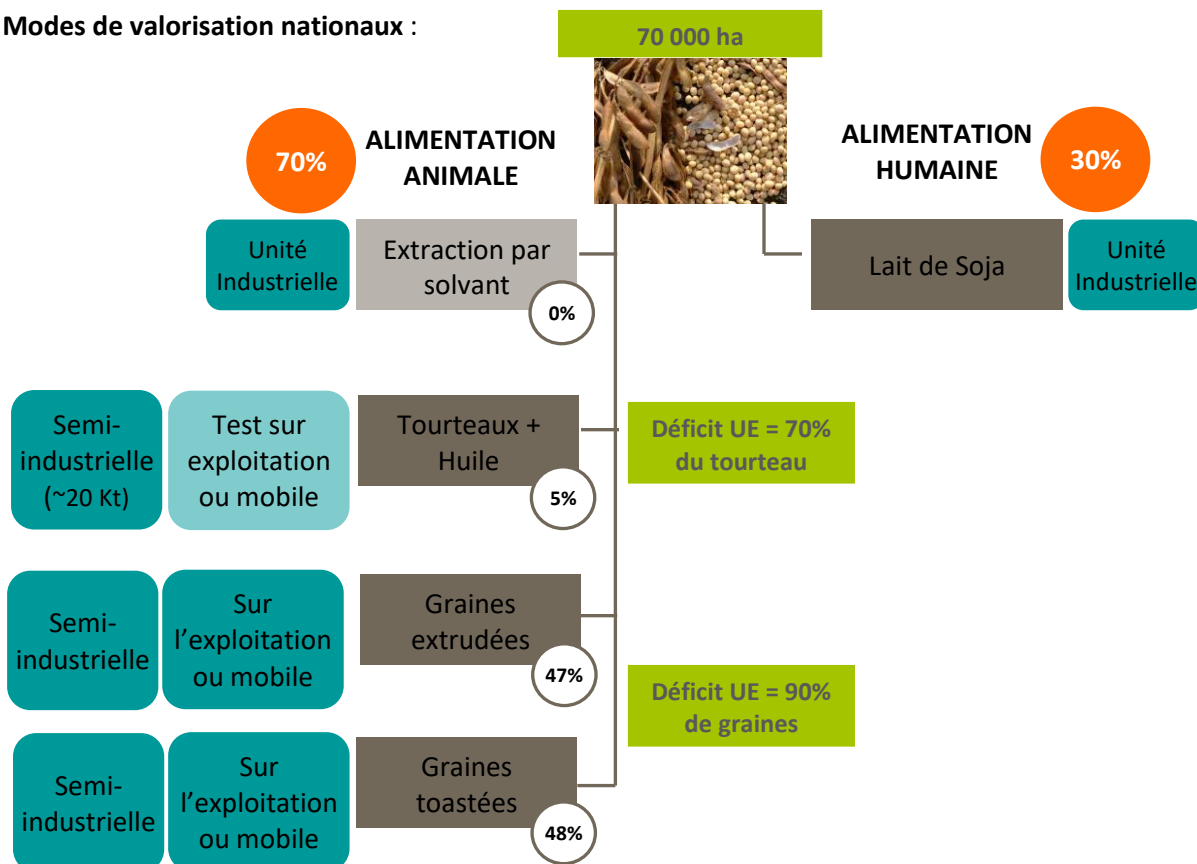 Modes de valorisation nationaux :
70 000 ha
70%
ALIMENTATION
ANIMALE
ALIMENTATION
HUMAINE
30%
Unité
Industrielle
Extraction par
solvant
0%
Lait de Soja
Unité
Industrielle
Semi-
industrielle
(~20 Kt)
Test sur
exploitation
ou mobile
Tourteaux +
Huile
5%
Déficit UE = 70%
du tourteau
Semi-
industrielle
Sur
l’exploitation
ou mobile
Graines
extrudées
47%
Déficit UE = 90%
de graines
Semi-
industrielle
Sur
l’exploitation
ou mobile
Graines
toastées
48%